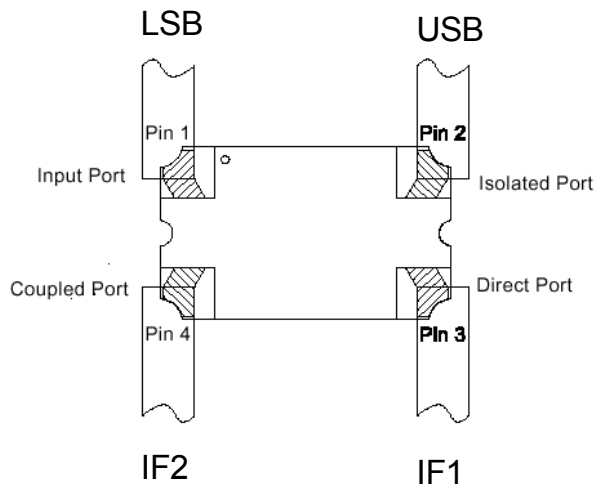 LSB
USB
Pin 1
Pin 2
Input Port
Isolated Port
Coupled Port
Direct Port
Pin 4
Pin 3
IF2
IF1